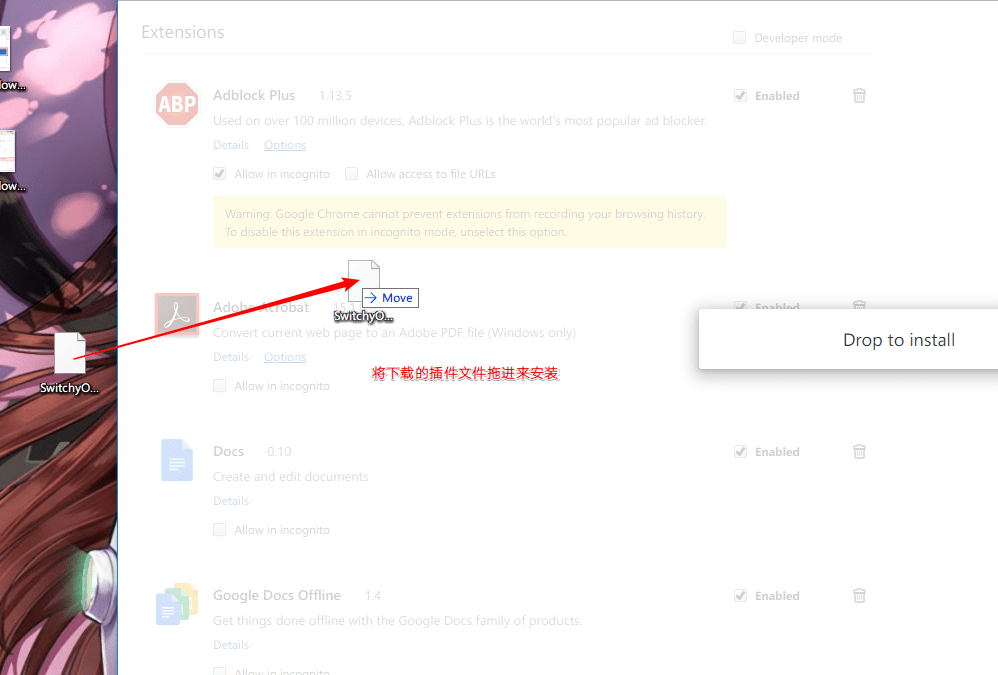 Extensions
Developer mode
ABP
Adblock Plus 1.13.5
Enabled
Used on over 100 million devices, Adblock Plus is the world's most popular ad blocker.
Details Options
Allow in incognito
Allow access to file URLs
Warning: Google Chrome cannot prevent extensions from recording your browsing history.
To disable this extension in incognito mode, unselect this option.
Move
SwitchyO...
Adobe Acrobat
Enabled
Convert current web page to an Adobe PDF file (Windows only)
Details Options
Allow in incognito
Drop to install
将下载的插件文件拖进来安装
SwitchyO...
Docs 0.10
Enabled
Create and edit documents
Details
Allow in incognito
Google Docs Offline 1.4
Enabled
Get things done offline with the Google Docs family of products.
Details
Allow in incognito